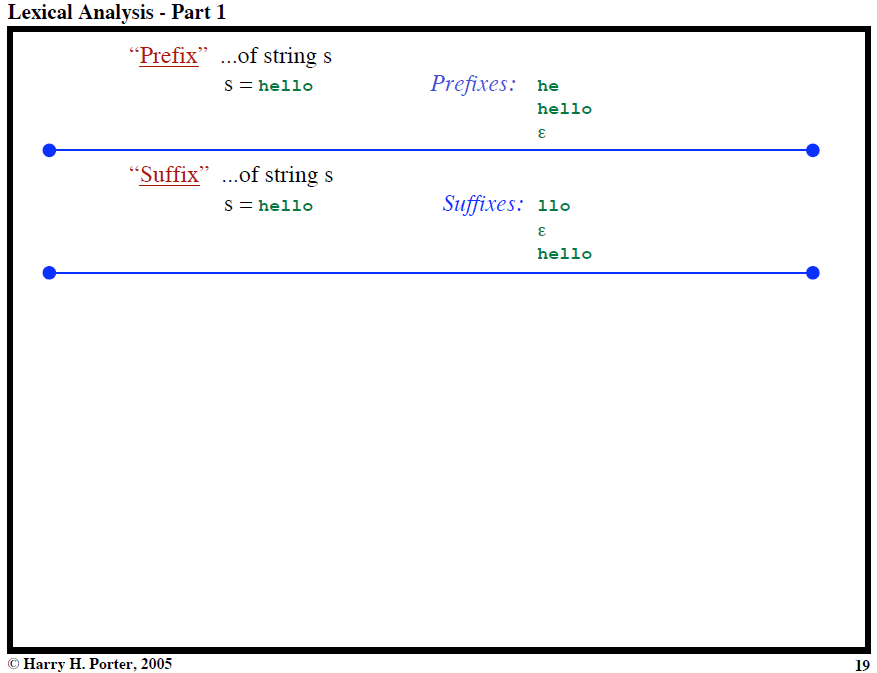 Lexical Analysis - Part 1
“Prefix” ...of string s
s = hello Prefixes: he
hello
ε
“Suffix” ...of string s
s = hello Suffixes: llo
ε
hello
© Harry H. Porter, 2005 19